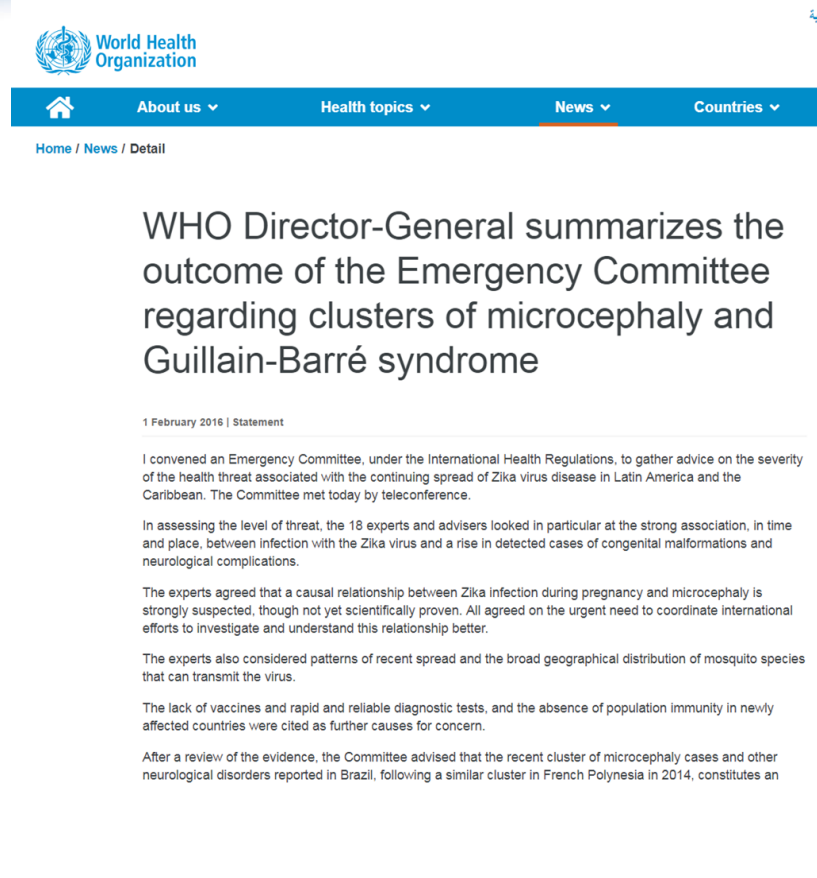 World Health
Organization
About us
Health topics
News
Countries
Home / News / Detail
WHO Director-General summarizes the
outcome of the Emergency Committee
regarding clusters of microcephaly and
Guillain-Barré syndrome
1 February 2016 | Statement
I convened an Emergency Committee, under the International Health Regulations, to gather advice on the severity
of the health threat associated with the continuing spread of Zika virus disease in Latin America and the
Caribbean. The Committee met today by teleconference.
In assessing the level of threat, the 18 experts and advisers looked in particular at the strong association, in time
and place, between infection with the Zika virus and a rise in detected cases of congenital malformations and
neurological complications.
The experts agreed that a causal relationship between Zika infection during pregnancy and microcephaly is
strongly suspected, though not yet scientifically proven. All agreed on the urgent need to coordinate international
efforts to investigate and understand this relationship better.
The experts also considered patterns of recent spread and the broad geographical distribution of mosquito species
that can transmit the virus.
The lack of vaccines and rapid and reliable diagnostic tests, and the absence of population immunity in newly
affected countries were cited as further causes for concern.
After a review of the evidence, the Committee advised that the recent cluster of microcephaly cases and other
neurological disorders reported in Brazil, following a similar cluster in French Polynesia in 2014, constitutes an